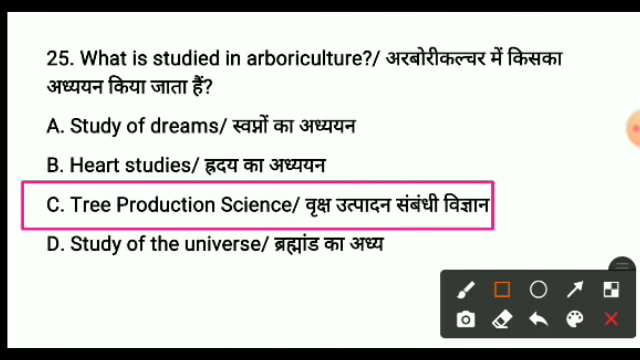 25. What is studied in arboriculture?/ अरबोरीकल्चर में किसका
अध्ययन किया जाता हैं?
A. Study of dreams/ स्वप्नों का अध्ययन
B. Heart studies/ ह्रदय का अध्ययन
C. Tree Production Science/ वृक्ष उत्पादन संबंधी विज्ञान
D. Study of the universe/ ब्रह्मांड का अध्य